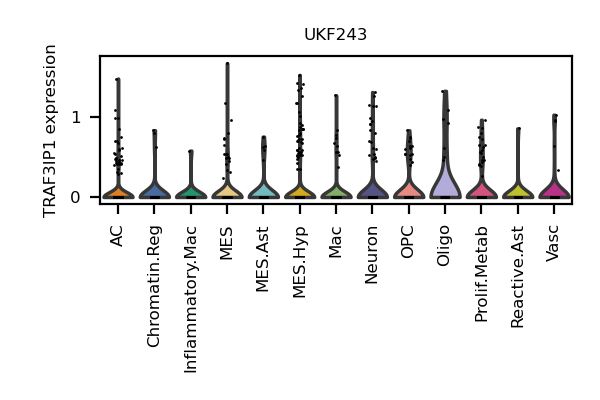 UKF243
TRAF3IP1 expression
1
0
AC
Chromatin.Reg
Inflammatory.Mac
MES
MES.Ast
MES.Hyp
Mac
Neuron
OPC
Oligo
Prolif.Metab
Reactive.Ast
Vasc